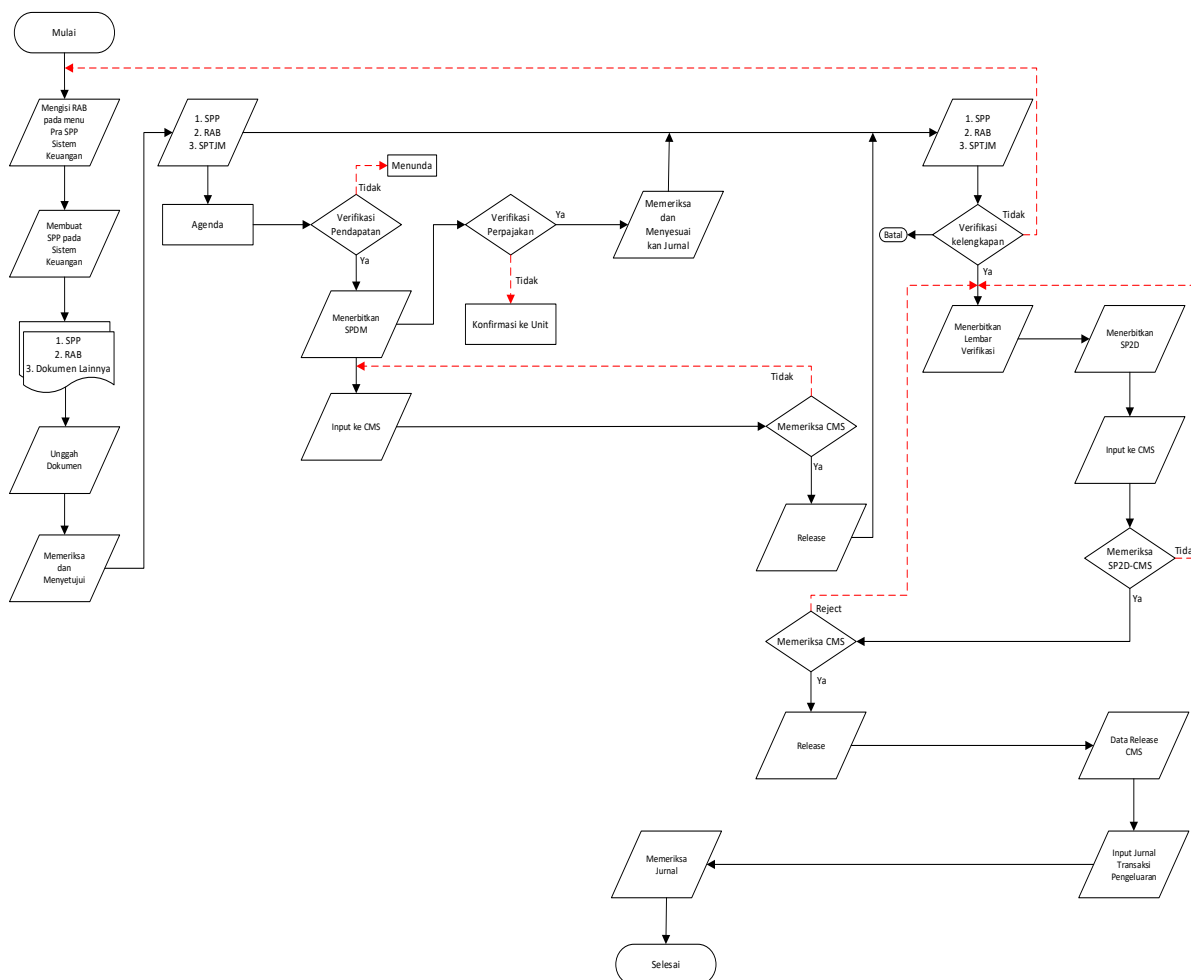 Mulai
Mengisi RAB
pada menu
Pra SPP
Sistem
Keuangan
Membuat
SPP pada
Sistem
Keuangan
1. SPP
2. RAB
3. Dokumen Lainnya
Unggah
Dokumen
Memeriksa
dan
Menyetujui
1. SPP
2. RAB
3. SPTJM
Agenda
Menunda
Tidak
Verifikasi
Pendapatan
Ya
Menerbitkan
SPDM
Verifikasi
Perpajakan
Ya
Tidak
Konfirmasi ke Unit
Memeriksa
dan
Menyesuai
kan Jurnal
Input ke CMS
Tidak
Memeriksa CMS
Ya
Release
1. SPP
2. RAB
3. SPTJM
Tidak
Verifikasi
kelengkapan
Batal
Ya
Menerbitkan
Lembar
Verifikasi
Menerbitkan
SP2D
Input ke CMS
Memeriksa
SP2D-CMS
Tidak
Ya
Reject
Memeriksa CMS
Ya
Release
Data Release
CMS
Input Jurnal
Transaksi
Pengeluaran
Memeriksa
Jurnal
Selesai